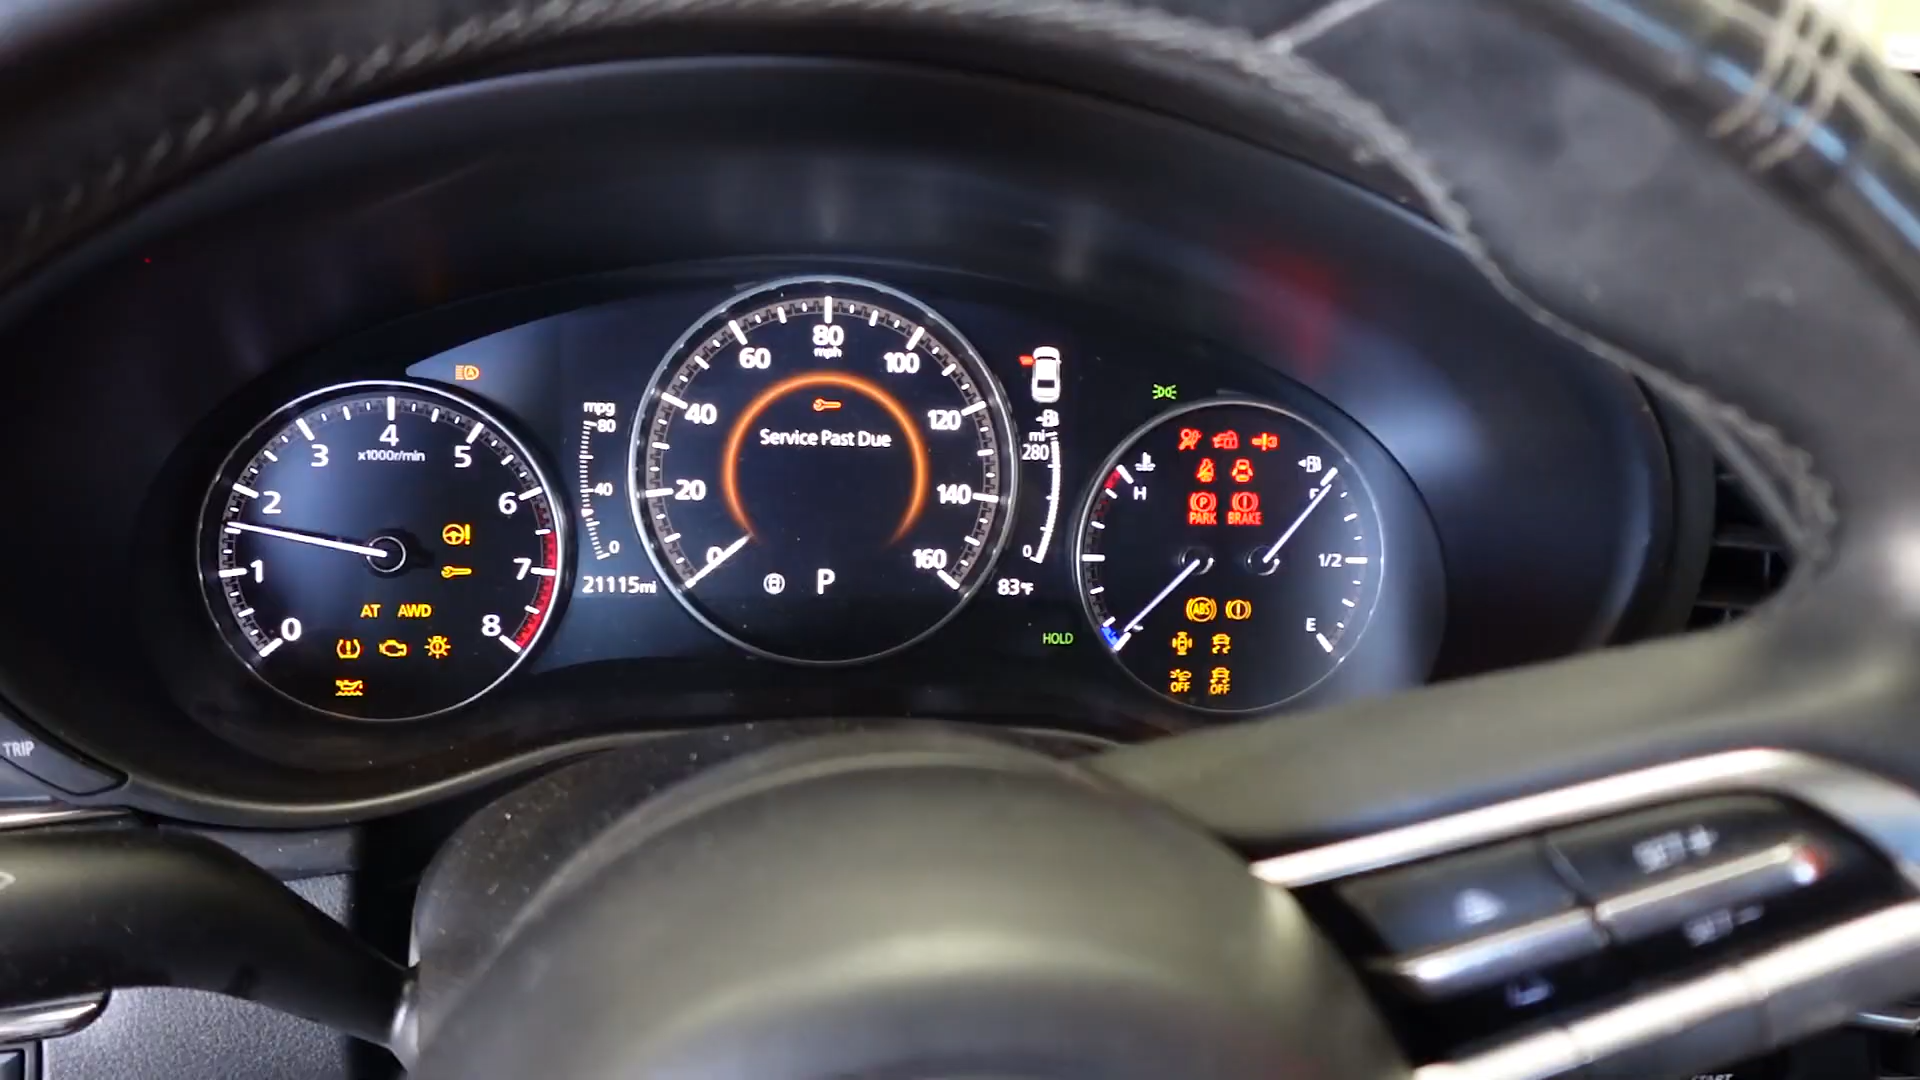 0
1
2
3
4
5
6
7
8
x1000r/min
AT AWD
mpg
80
40
0
21115mi
0
20
40
60
80
mph
100
120
140
160
Service Past Due
P
mi
280
0
83°F
HOLD
H
PARK BRAKE
1/2
E
ABS
OFF OFF
TRIP
SET +
SET −